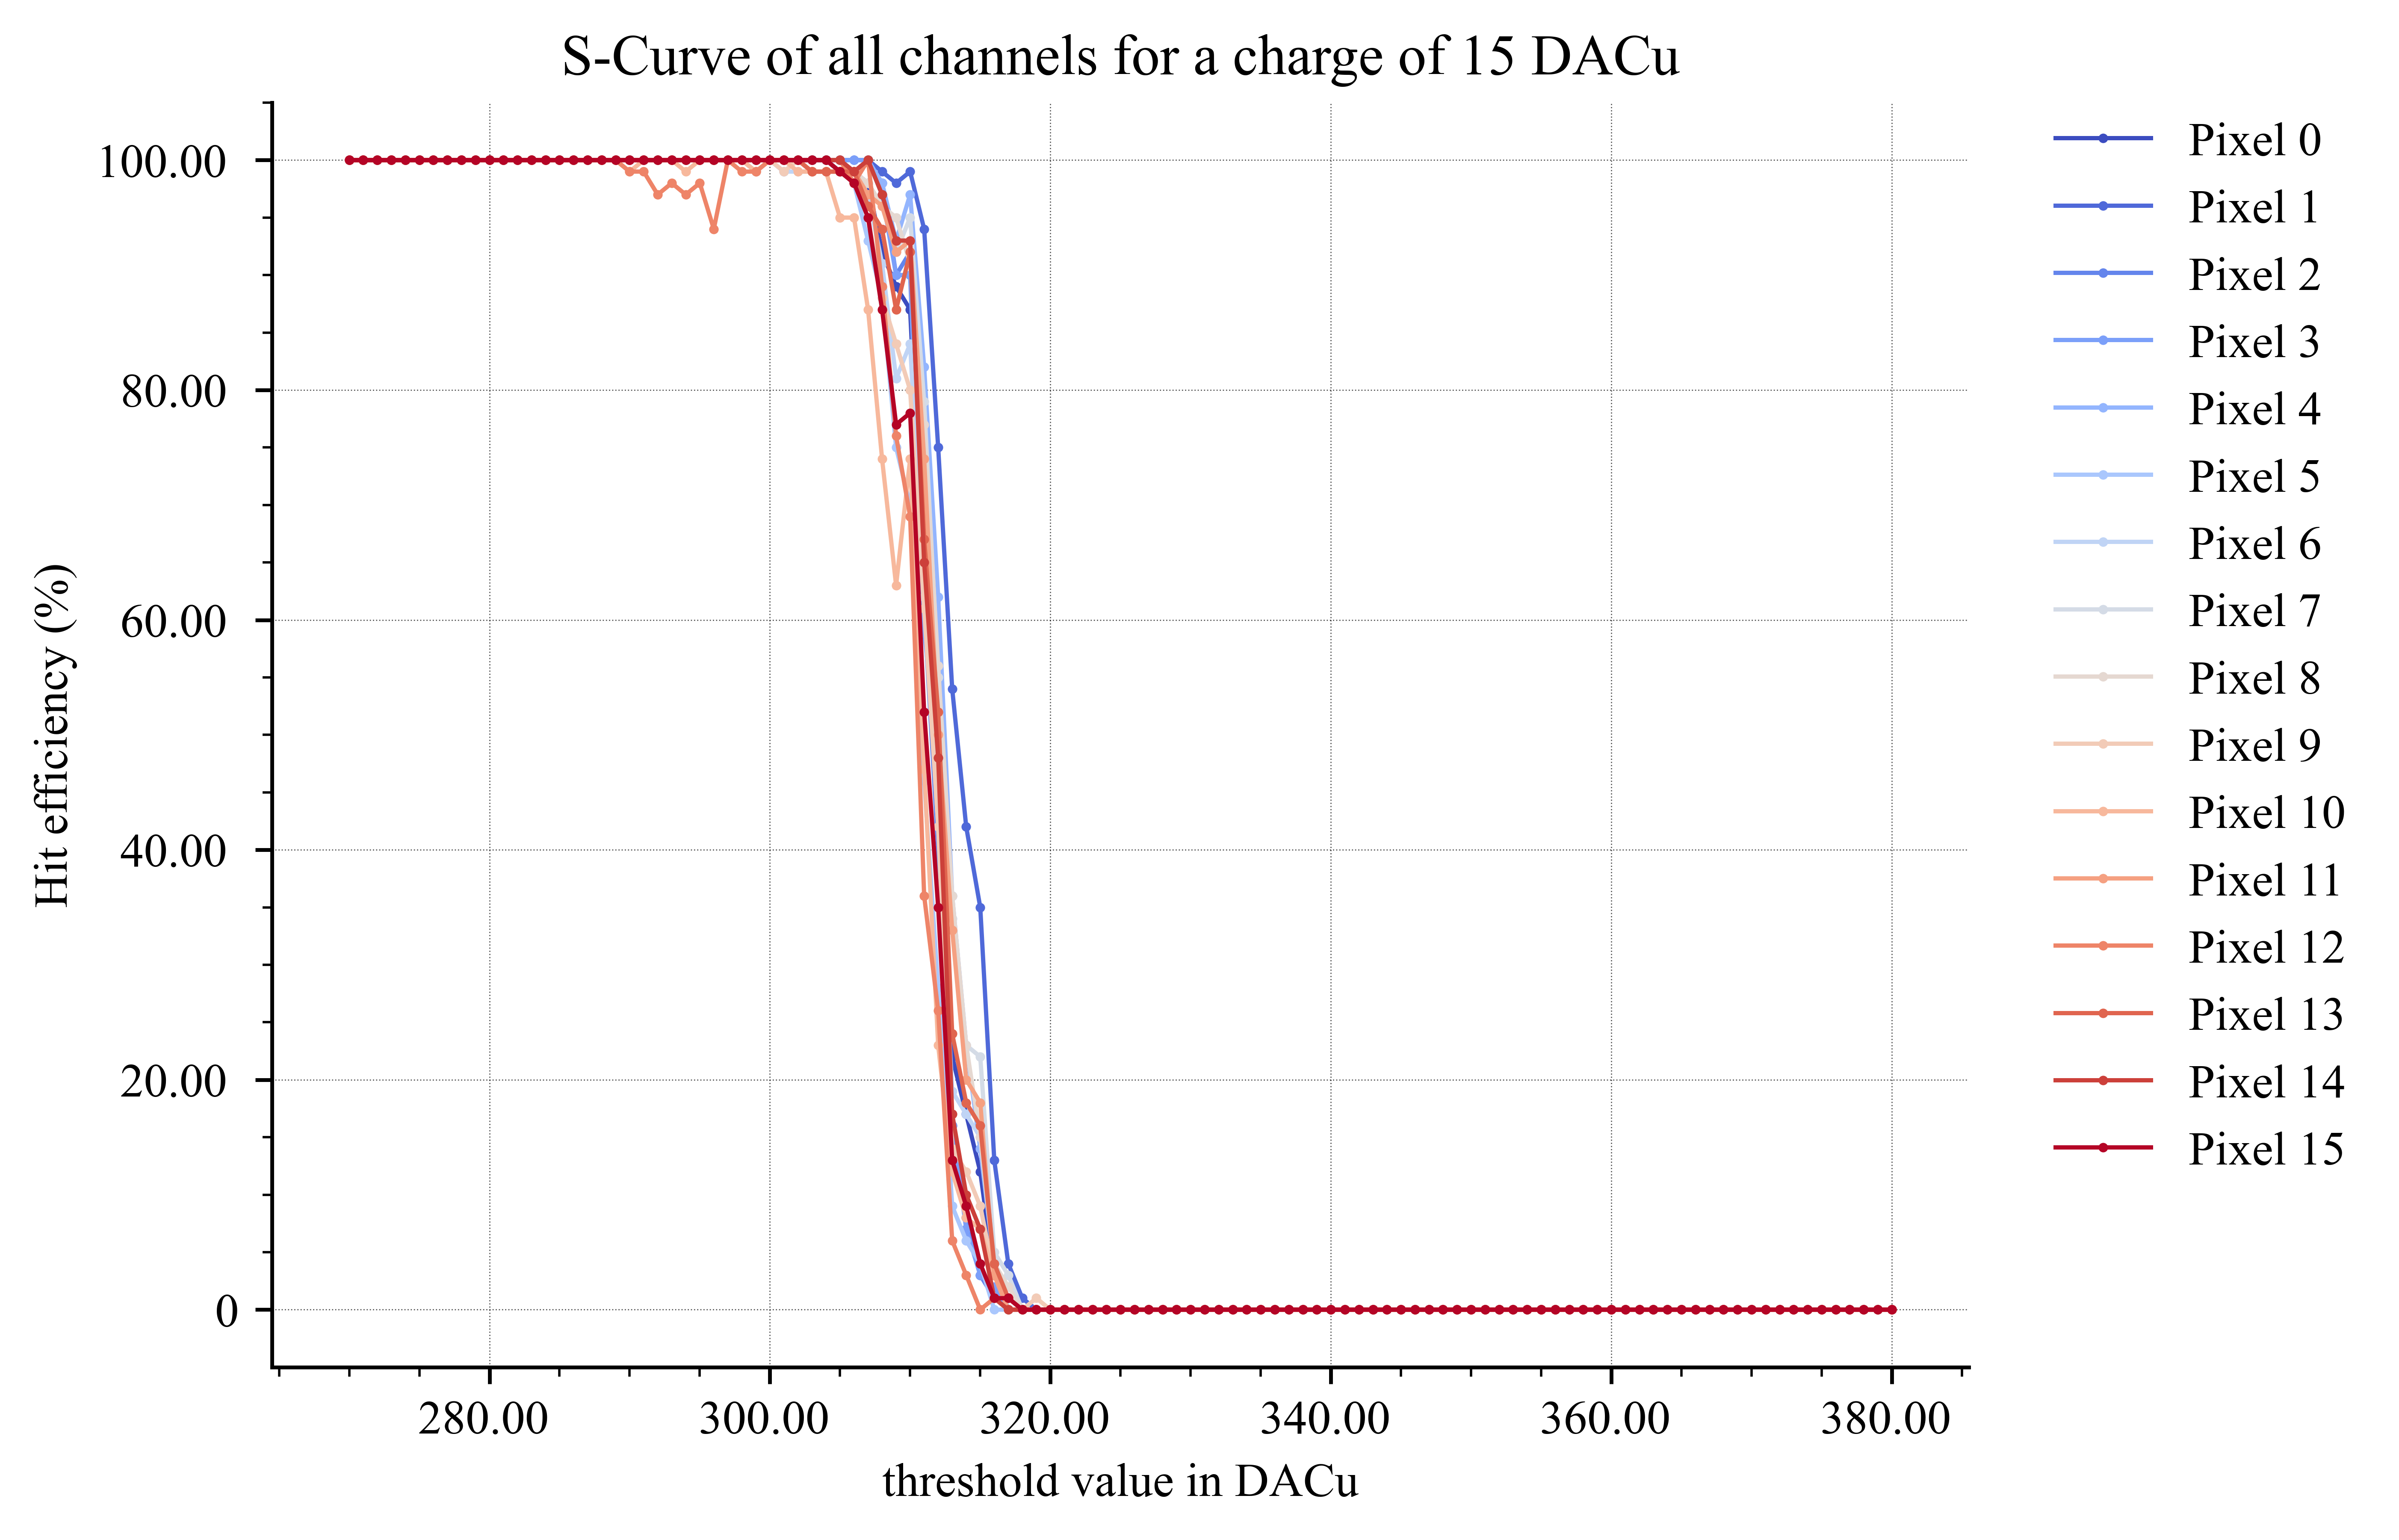 S-Curve of all channels for a charge of 15 DACu
Hit efficiency (%)
100.00
80.00
60.00
40.00
20.00
0
280.00 300.00 320.00 340.00 360.00 380.00
threshold value in DACu
Pixel 0
Pixel 1
Pixel 2
Pixel 3
Pixel 4
Pixel 5
Pixel 6
Pixel 7
Pixel 8
Pixel 9
Pixel 10
Pixel 11
Pixel 12
Pixel 13
Pixel 14
Pixel 15